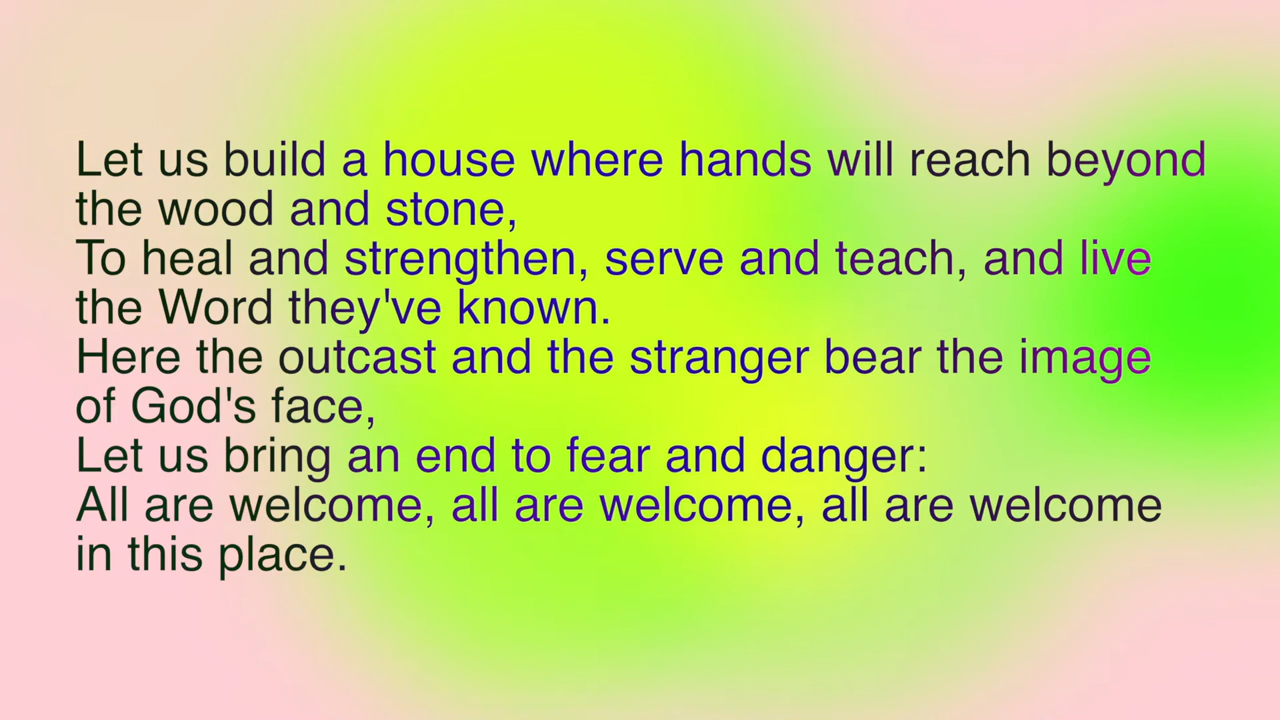 Let us build a house where hands will reach beyond
the wood and stone,
To heal and strengthen, serve and teach, and live
the Word they've known.
Here the outcast and the stranger bear the image
of God's face,
Let us bring an end to fear and danger:
All are welcome, all are welcome, all are welcome
in this place.